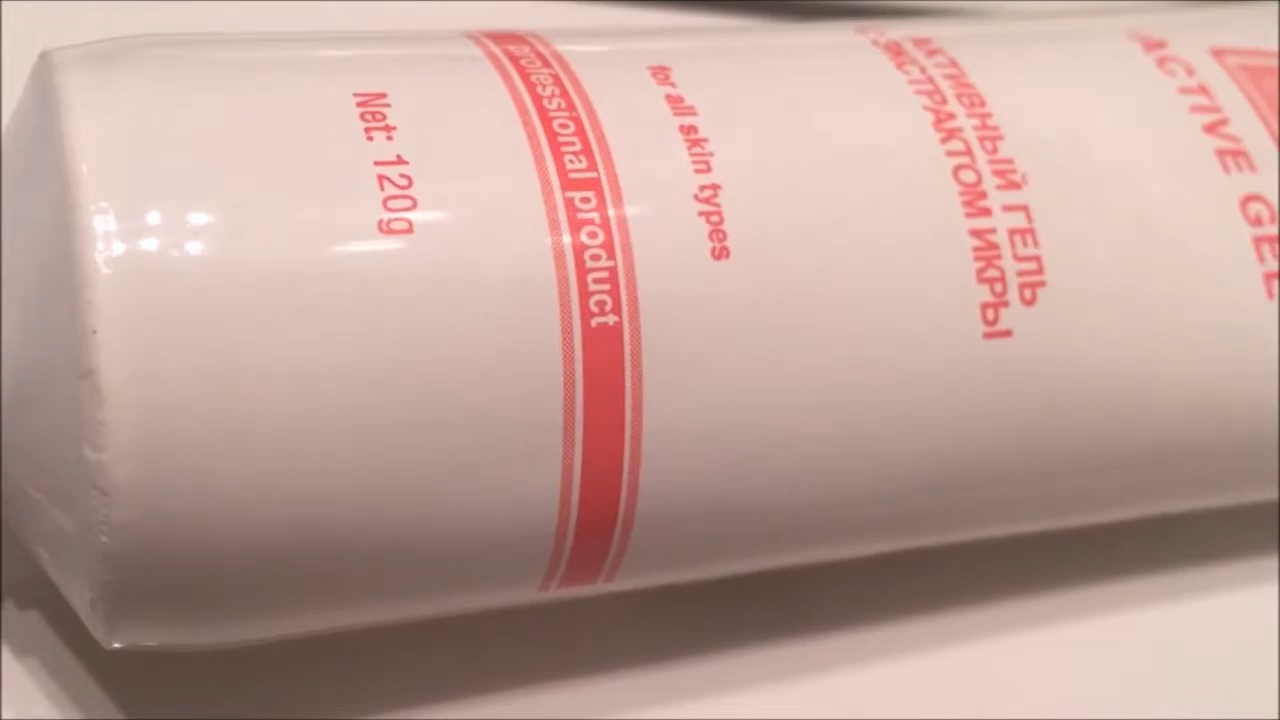 ACTIVE GEL
АКТИВНЫЙ ГЕЛЬ
С ЭКСТРАКТОМ ИКРЫ
for all skin types
professional product
Net: 120g